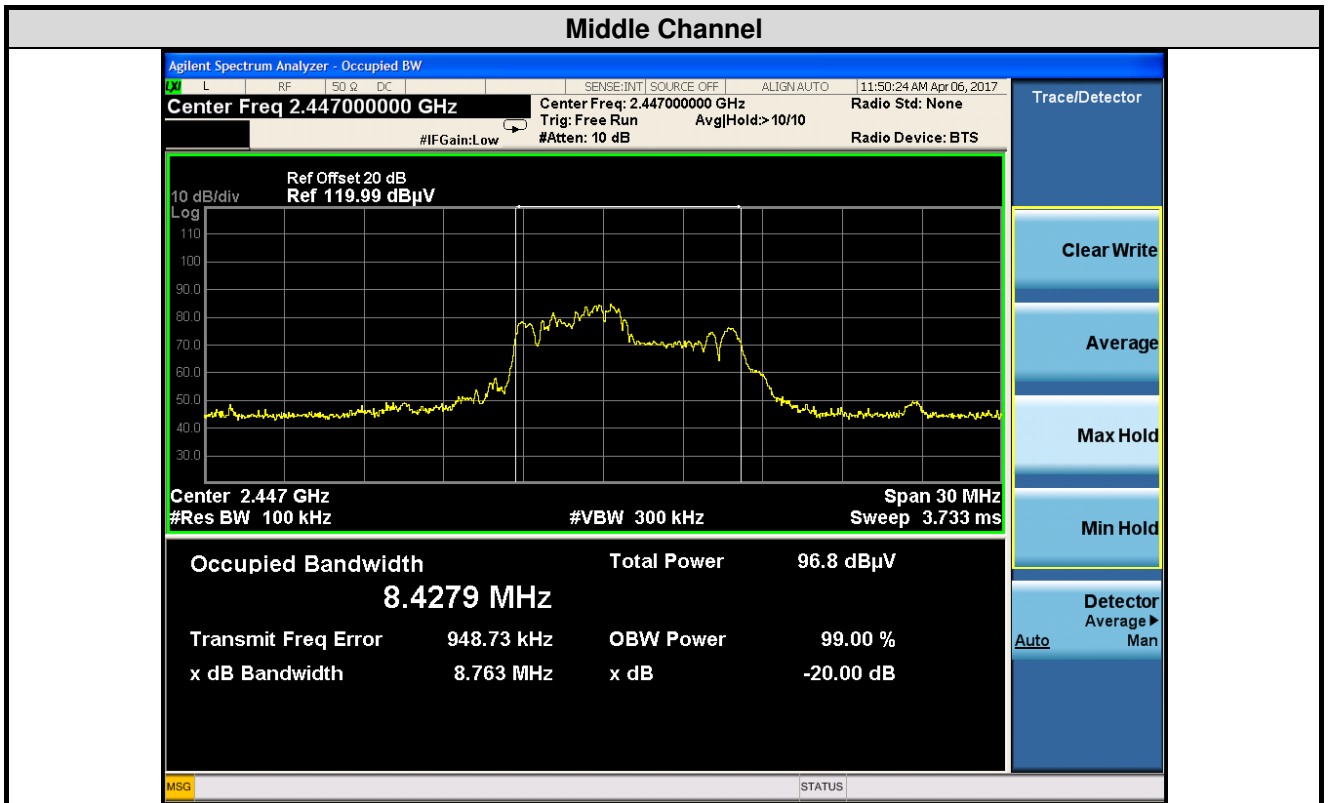 Middle Channel
Agilent Spectrum Analyzer - Occupied BW
LXI L RF 50 Ω DC SENSE:INT SOURCE OFF ALIGN AUTO 11:50:24 AM Apr 06, 2017
Center Freq 2.447000000 GHz
#IFGain:Low
Center Freq: 2.447000000 GHz
Trig: Free Run Avg|Hold:>10/10
#Atten: 10 dB
Radio Std: None
Radio Device: BTS
Trace/Detector
Ref Offset 20 dB
10 dB/div Ref 119.99 dBµV
Log
110
100
90.0
80.0
70.0
60.0
50.0
40.0
30.0
Center 2.447 GHz Span 30 MHz
#Res BW 100 kHz #VBW 300 kHz Sweep 3.733 ms
Occupied Bandwidth Total Power 96.8 dBµV
8.4279 MHz
Transmit Freq Error 948.73 kHz OBW Power 99.00 %
x dB Bandwidth 8.763 MHz x dB -20.00 dB
Clear Write
Average
Max Hold
Min Hold
Detector
Average▶
Auto Man
MSG STATUS